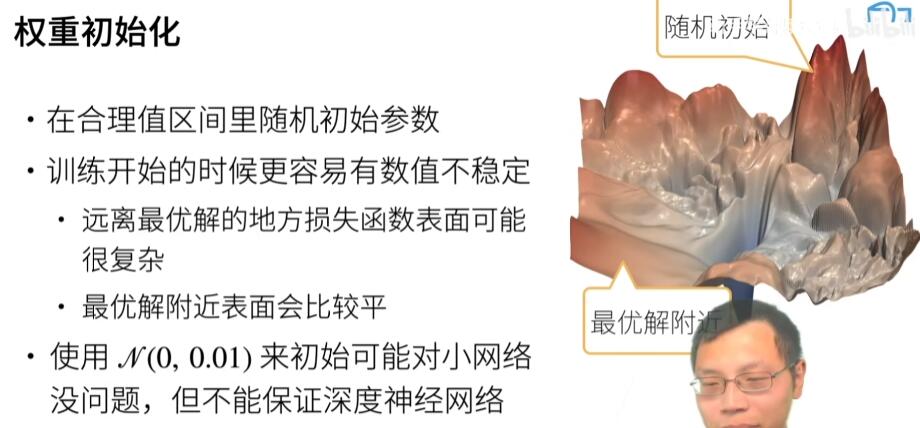 权重初始化
随机初始
bilibili
• 在合理值区间里随机初始参数
• 训练开始的时候更容易有数值不稳定
• 远离最优解的地方损失函数表面可能
很复杂
• 最优解附近表面会比较平
最优解附近
• 使用 𝒩(0, 0.01) 来初始可能对小网络
没问题，但不能保证深度神经网络